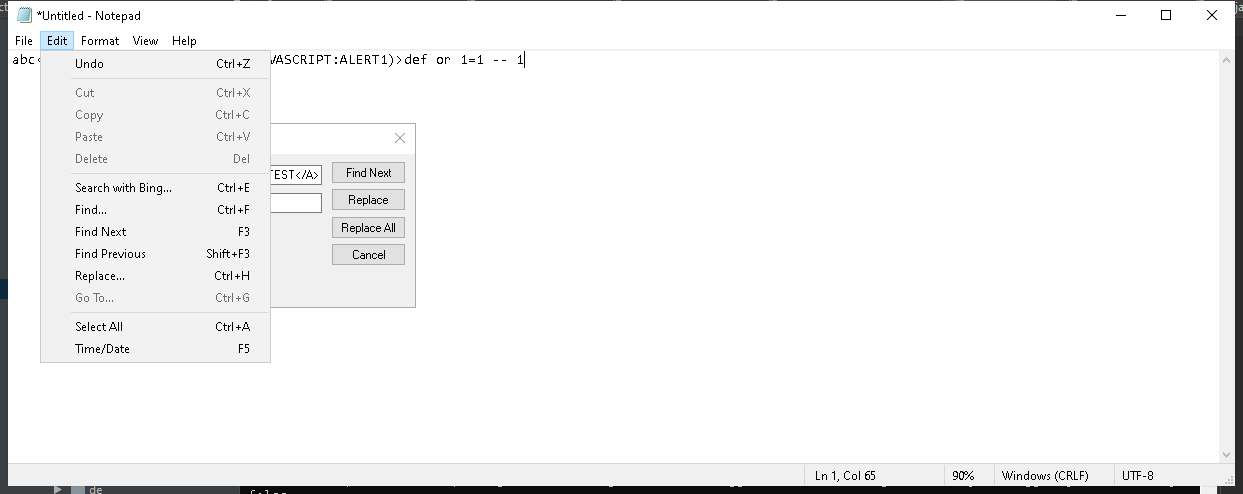 *Untitled - Notepad
File Edit Format View Help
abc< VASCRIPT:ALERT1)>def or 1=1 -- 1
Undo Ctrl+Z
Cut Ctrl+X
Copy Ctrl+C
Paste Ctrl+V
Delete Del
Search with Bing... Ctrl+E
Find... Ctrl+F
Find Next F3
Find Previous Shift+F3
Replace... Ctrl+H
Go To... Ctrl+G
Select All Ctrl+A
Time/Date F5
TEST</A> Find Next
Replace
Replace All
Cancel
Ln 1, Col 65 90% Windows (CRLF) UTF-8
de